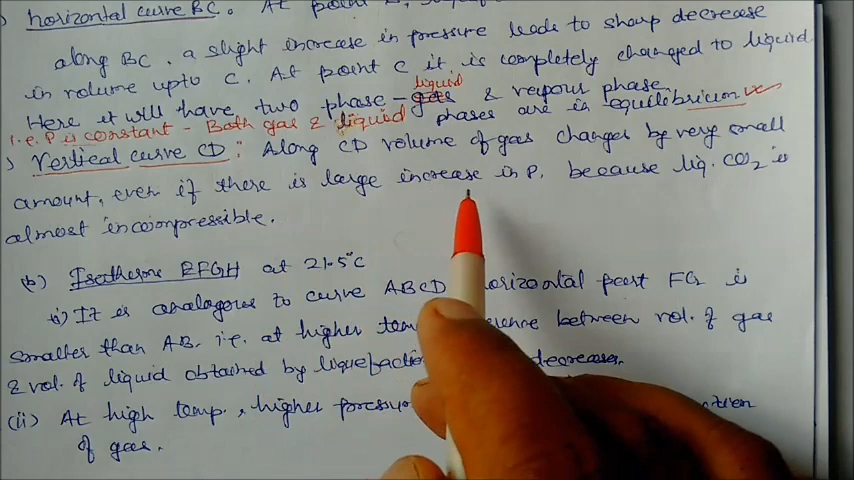 horizontal curve BC. At point
along BC. a slight increase in pressure leads to sharp decrease
in volume upto C. At point C it is completely changed to liquid
Here it will have two phase - liquid & vapour phase
i.e. P is constant - Both gas & liquid phases are in equilibrium
) Vertical curve CD : Along CD volume of gas changes by very small
amount, even if there is large increase in P. because liq. CO2 is
almost incompressible.
(b) Isotherm EFGH at 21.5°C
i) It is analogous to curve ABCD horizontal part FG is
smaller than AB. i.e. at higher between vol. of gas
& vol. of liquid obtained by decreases.
(ii) At high temp., higher
of gas.